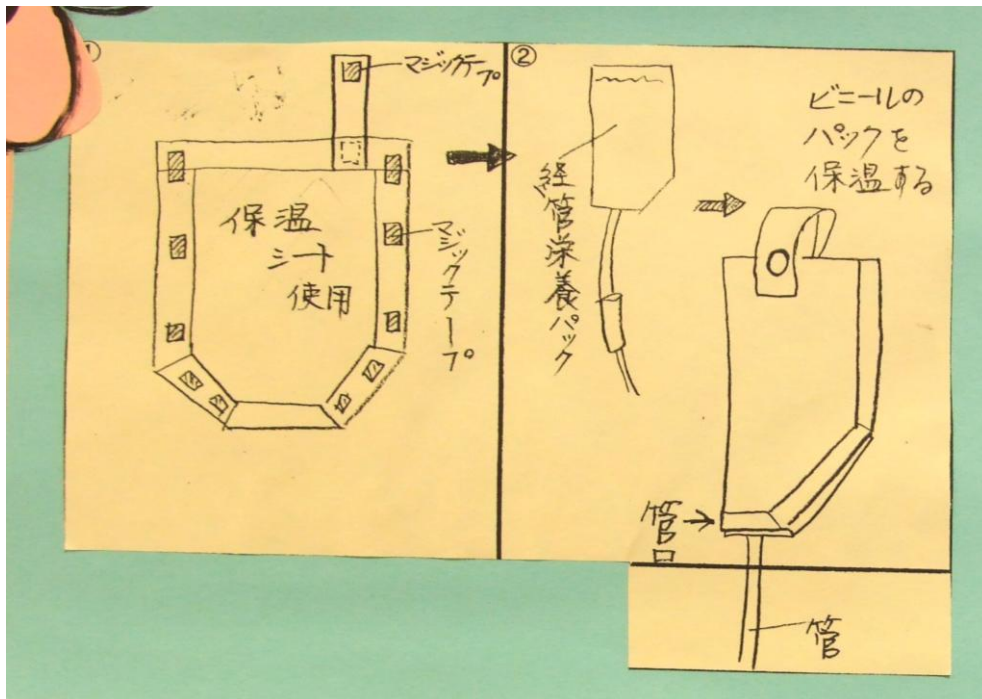 ①
マジックテープ
保温
シート
使用
マジックテープ
②
経管栄養パック
ビニールの
パックを
保温する
管口
管